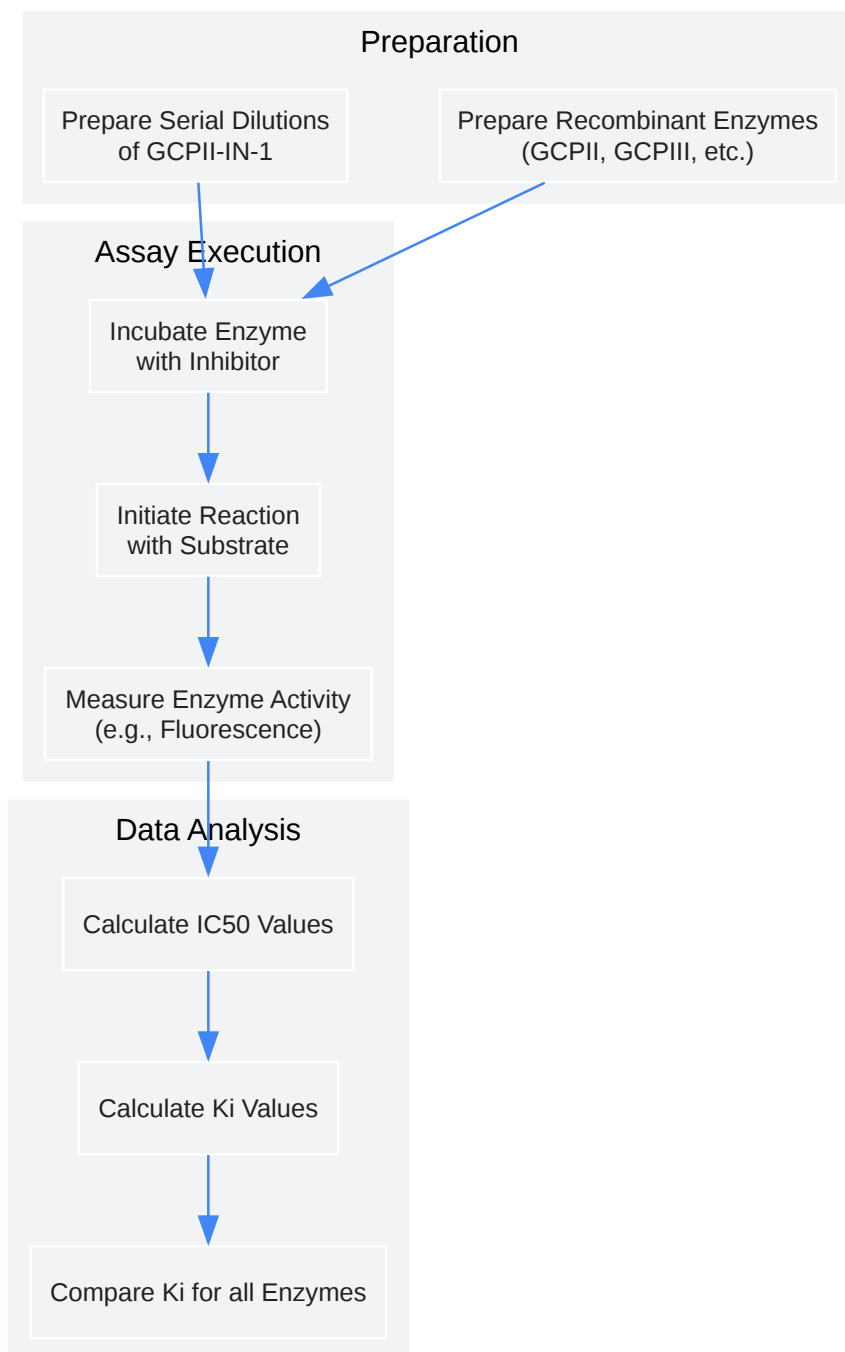 Preparation
Prepare Serial Dilutions
of GCPII-IN-1
Prepare Recombinant Enzymes
(GCPII, GCPIII, etc.)
Assay Execution
Incubate Enzyme
with Inhibitor
Initiate Reaction
with Substrate
Measure Enzyme Activity
(e.g., Fluorescence)
Data Analysis
Calculate IC50 Values
Calculate Ki Values
Compare Ki for all Enzymes